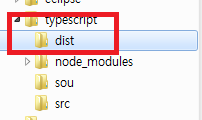 eclipse
typescript
dist
node_modules
sou
src